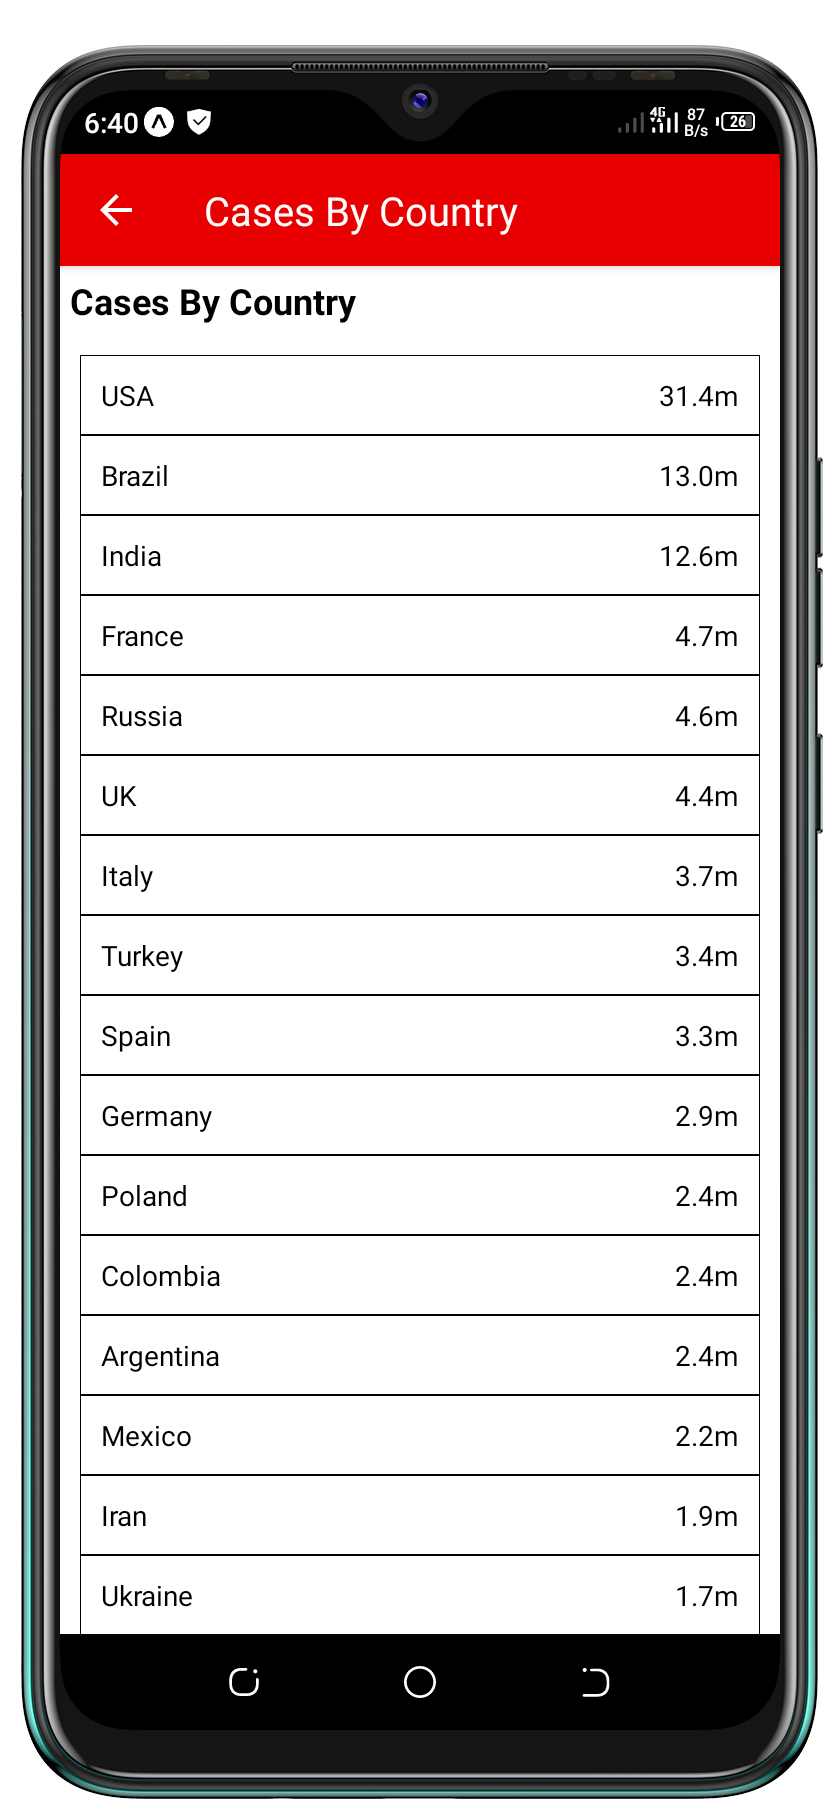 6:40 4G 87 B/s 26
Cases By Country
Cases By Country
USA 31.4m
Brazil 13.0m
India 12.6m
France 4.7m
Russia 4.6m
UK 4.4m
Italy 3.7m
Turkey 3.4m
Spain 3.3m
Germany 2.9m
Poland 2.4m
Colombia 2.4m
Argentina 2.4m
Mexico 2.2m
Iran 1.9m
Ukraine 1.7m